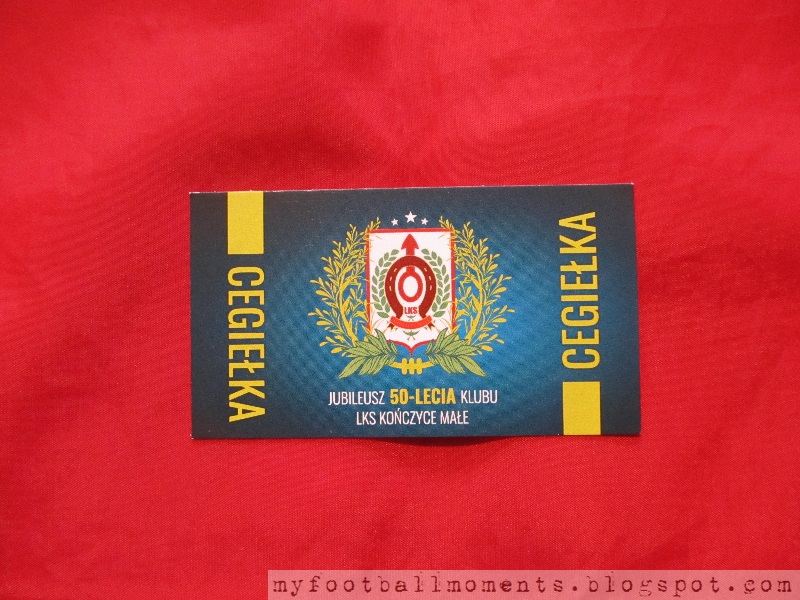 CEGIEŁKA
LKS
JUBILEUSZ 50-LECIA KLUBU
LKS KOŃCZYCE MAŁE
CEGIEŁKA
myfootballmoments.blogspot.com